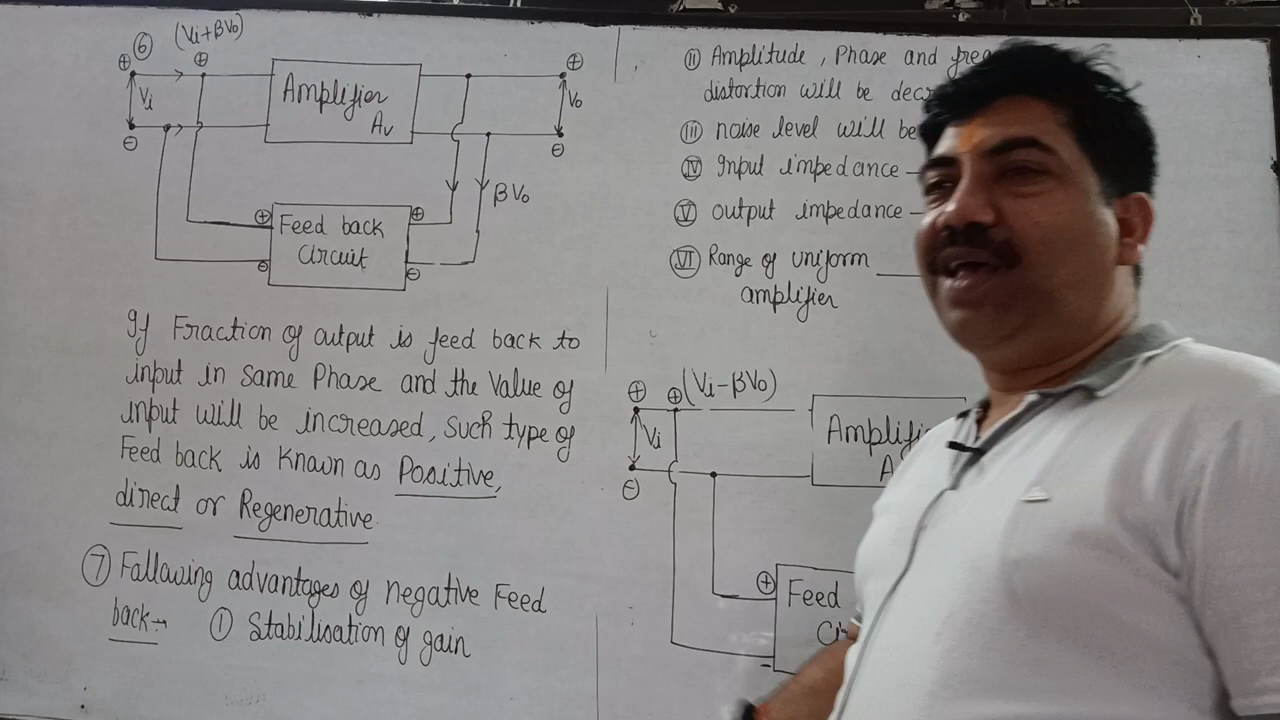 ⑥ (Vi+βVo)
⊕ ⊕ ⊕
Vi Amplifier Vo
Av
⊖ ⊖
βVo
⊕ Feed back ⊕
Circuit
⊖ ⊖
If Fraction of output is feed back to
input in same Phase and the Value of
input will be increased, such type of
Feed back is Known as Positive,
direct or Regenerative.
⑦ Fallowing advantages of negative Feed
back→ ① Stabilisation of gain
Ⅱ Amplitude, Phase and
distortion will be
Ⅲ noise level will be
Ⅳ Input impedance —
Ⅴ output impedance —
Ⅵ Range of uniform
amplifier
⊕ ⊕ (Vi-βVo)
Vi
⊖
⊕ Feed
-